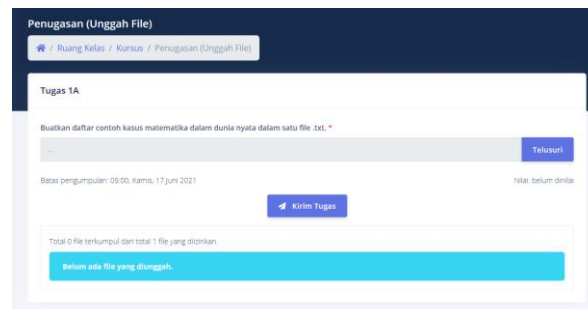 Penugasan (Unggah File)
/ Ruang Kelas / Kursus / Penugasan (Unggah File)
Tugas 1A
Buatkan daftar contoh kasus matematika dalam dunia nyata dalam satu file .txt. *
...
Telusuri
Batas pengumpulan: 05:00, Kamis, 17 Juni 2021
Nilai: belum dinilai
Kirim Tugas
Total 0 file terkumpul dari total 1 file yang diizinkan.
Belum ada file yang diunggah.